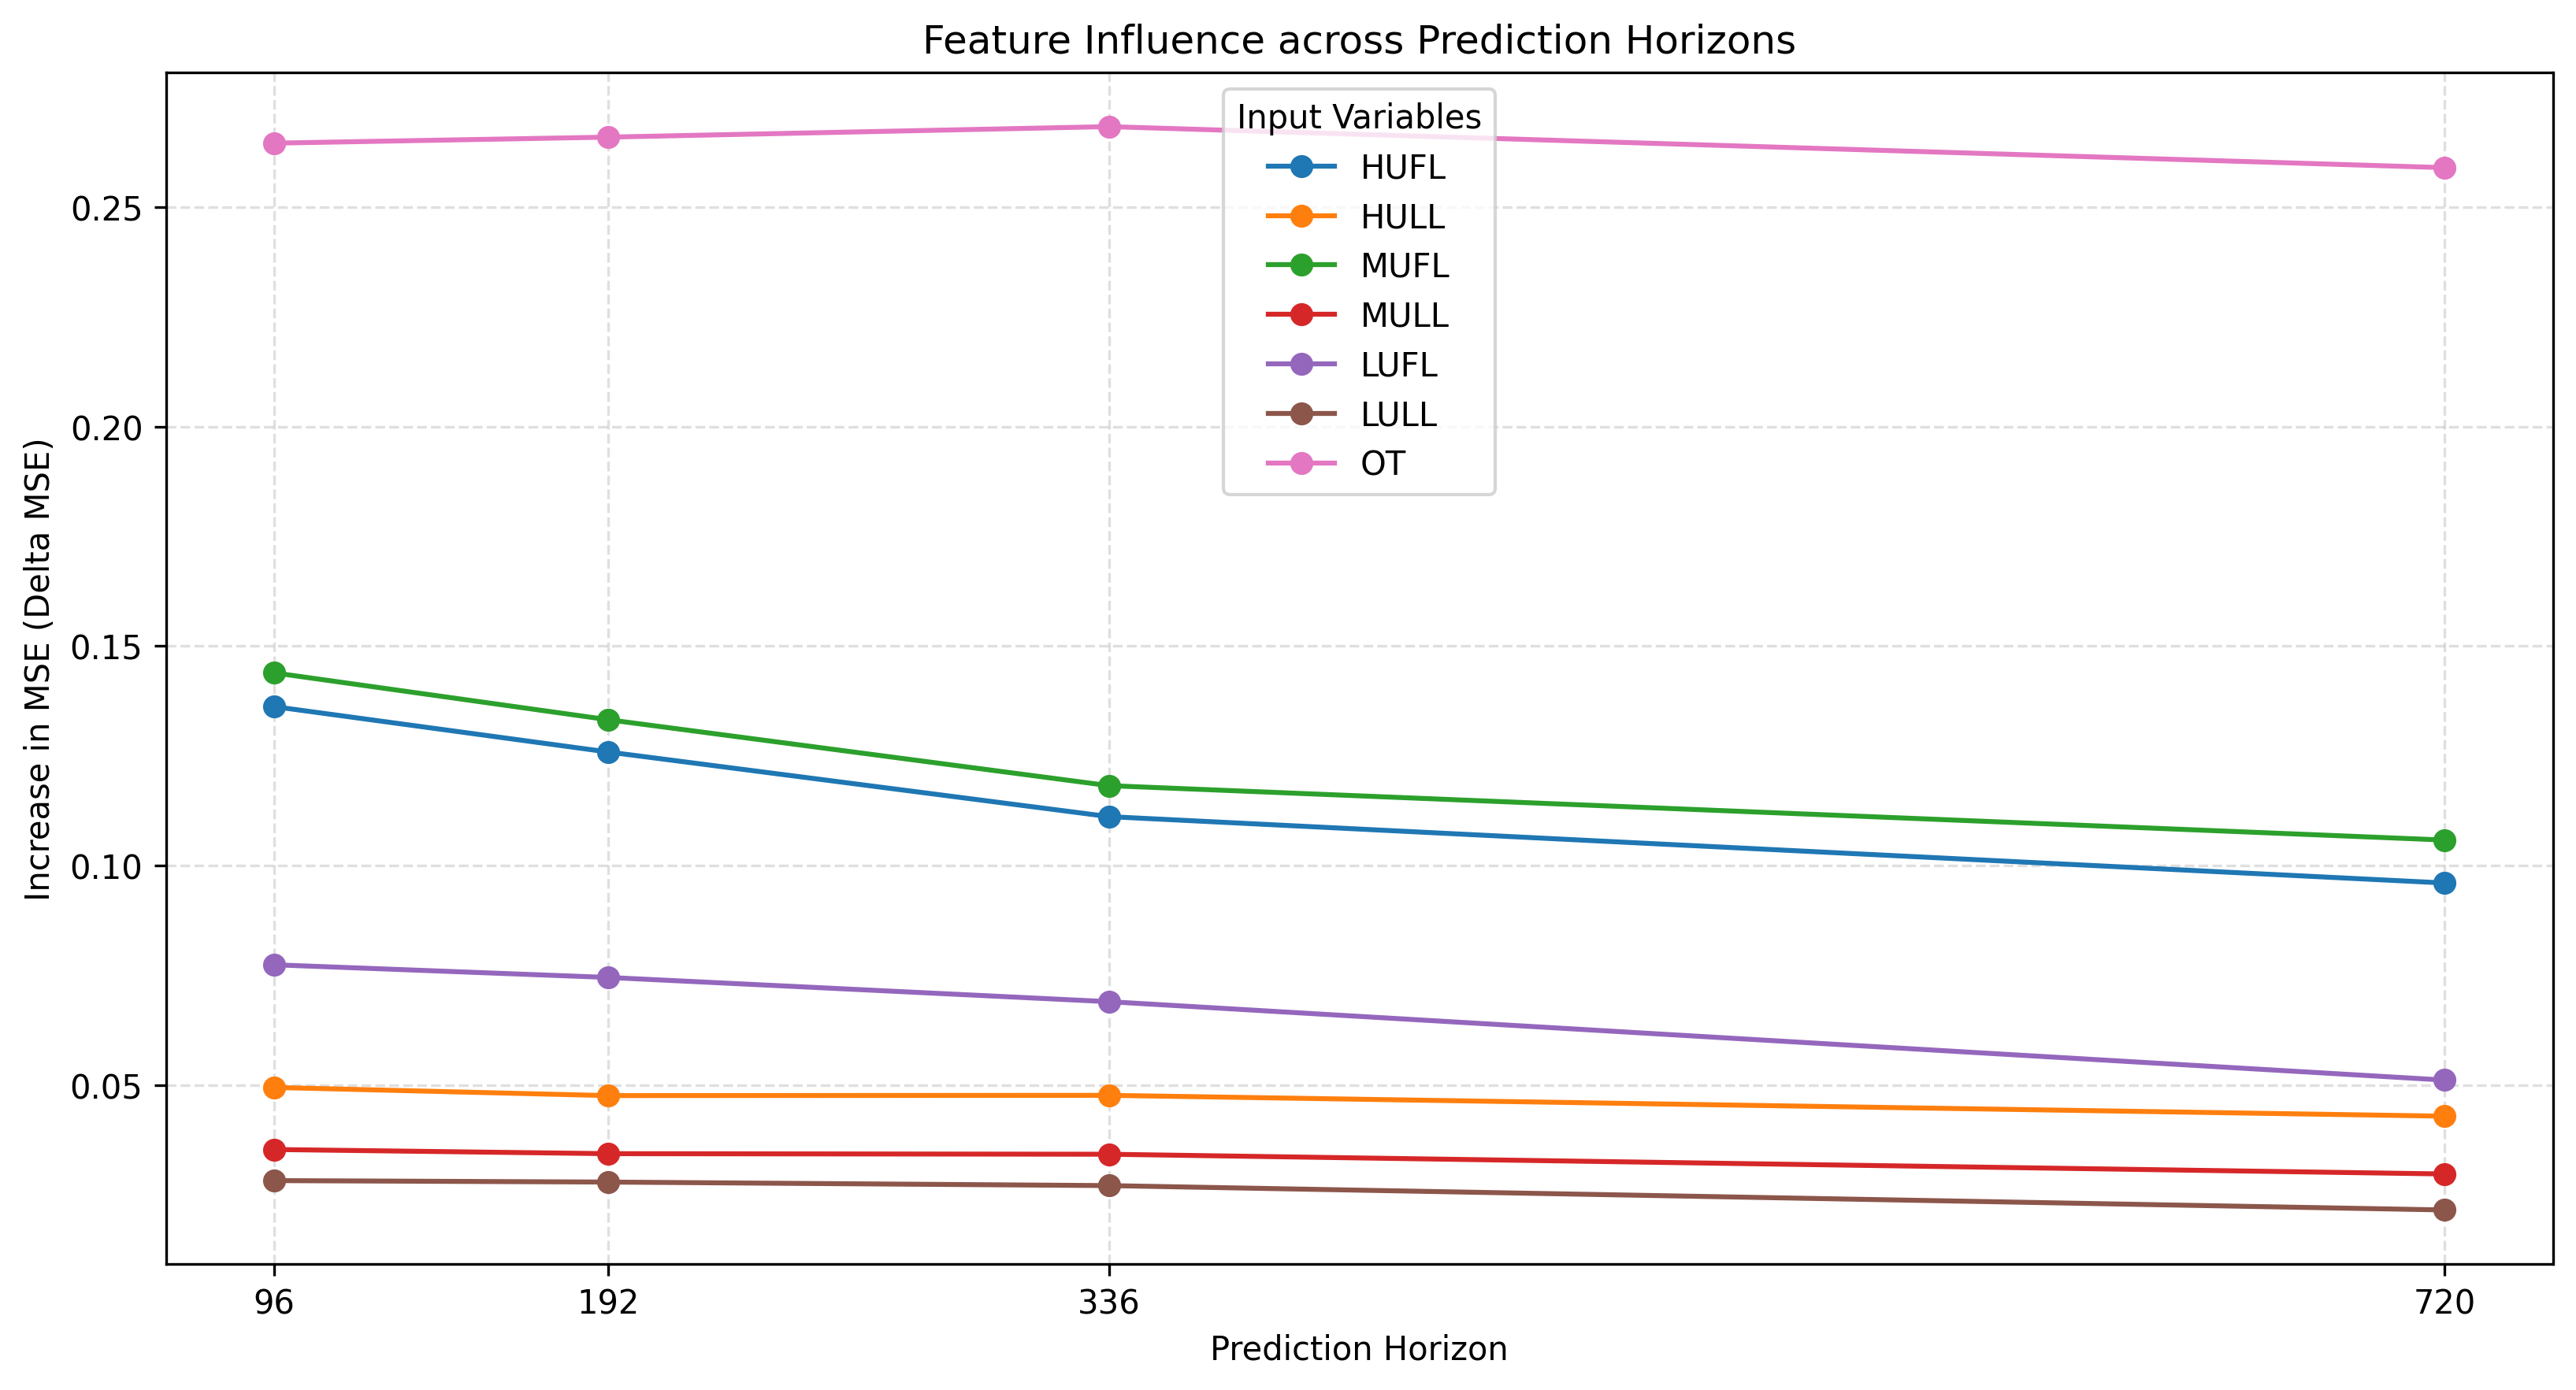 Feature Influence across Prediction Horizons
Increase in MSE (Delta MSE)
0.25
0.20
0.15
0.10
0.05
Input Variables
HUFL
HULL
MUFL
MULL
LUFL
LULL
OT
96 192 336 720
Prediction Horizon